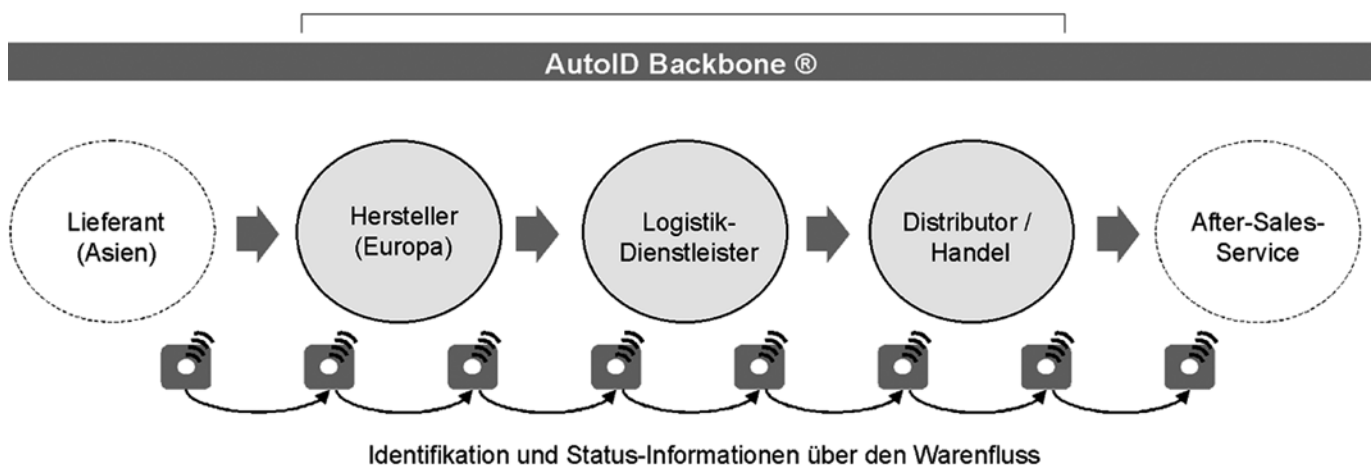 AutoID Backbone ®
Lieferant
(Asien)
Hersteller
(Europa)
Logistik-
Dienstleister
Distributor /
Handel
After-Sales-
Service
Identifikation und Status-Informationen über den Warenfluss